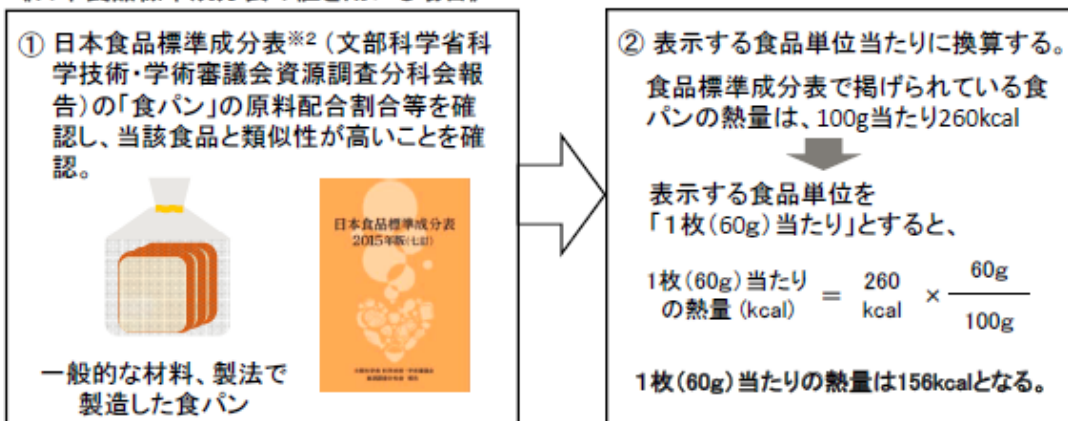 ① 日本食品標準成分表※2（文部科学省科
学技術・学術審議会資源調査分科会報
告）の「食パン」の原料配合割合等を確
認し、当該食品と類似性が高いことを確
認。
日本食品標準成分表
2015年版(七訂)
一般的な材料、製法で
製造した食パン
② 表示する食品単位当たりに換算する。
食品標準成分表で掲げられている食
パンの熱量は、100g当たり260kcal
表示する食品単位を
「1枚(60g)当たり」とすると、
1枚(60g)当たり
の熱量 (kcal) = 260 kcal × 60g
100g
1枚(60g)当たりの熱量は156kcalとなる。